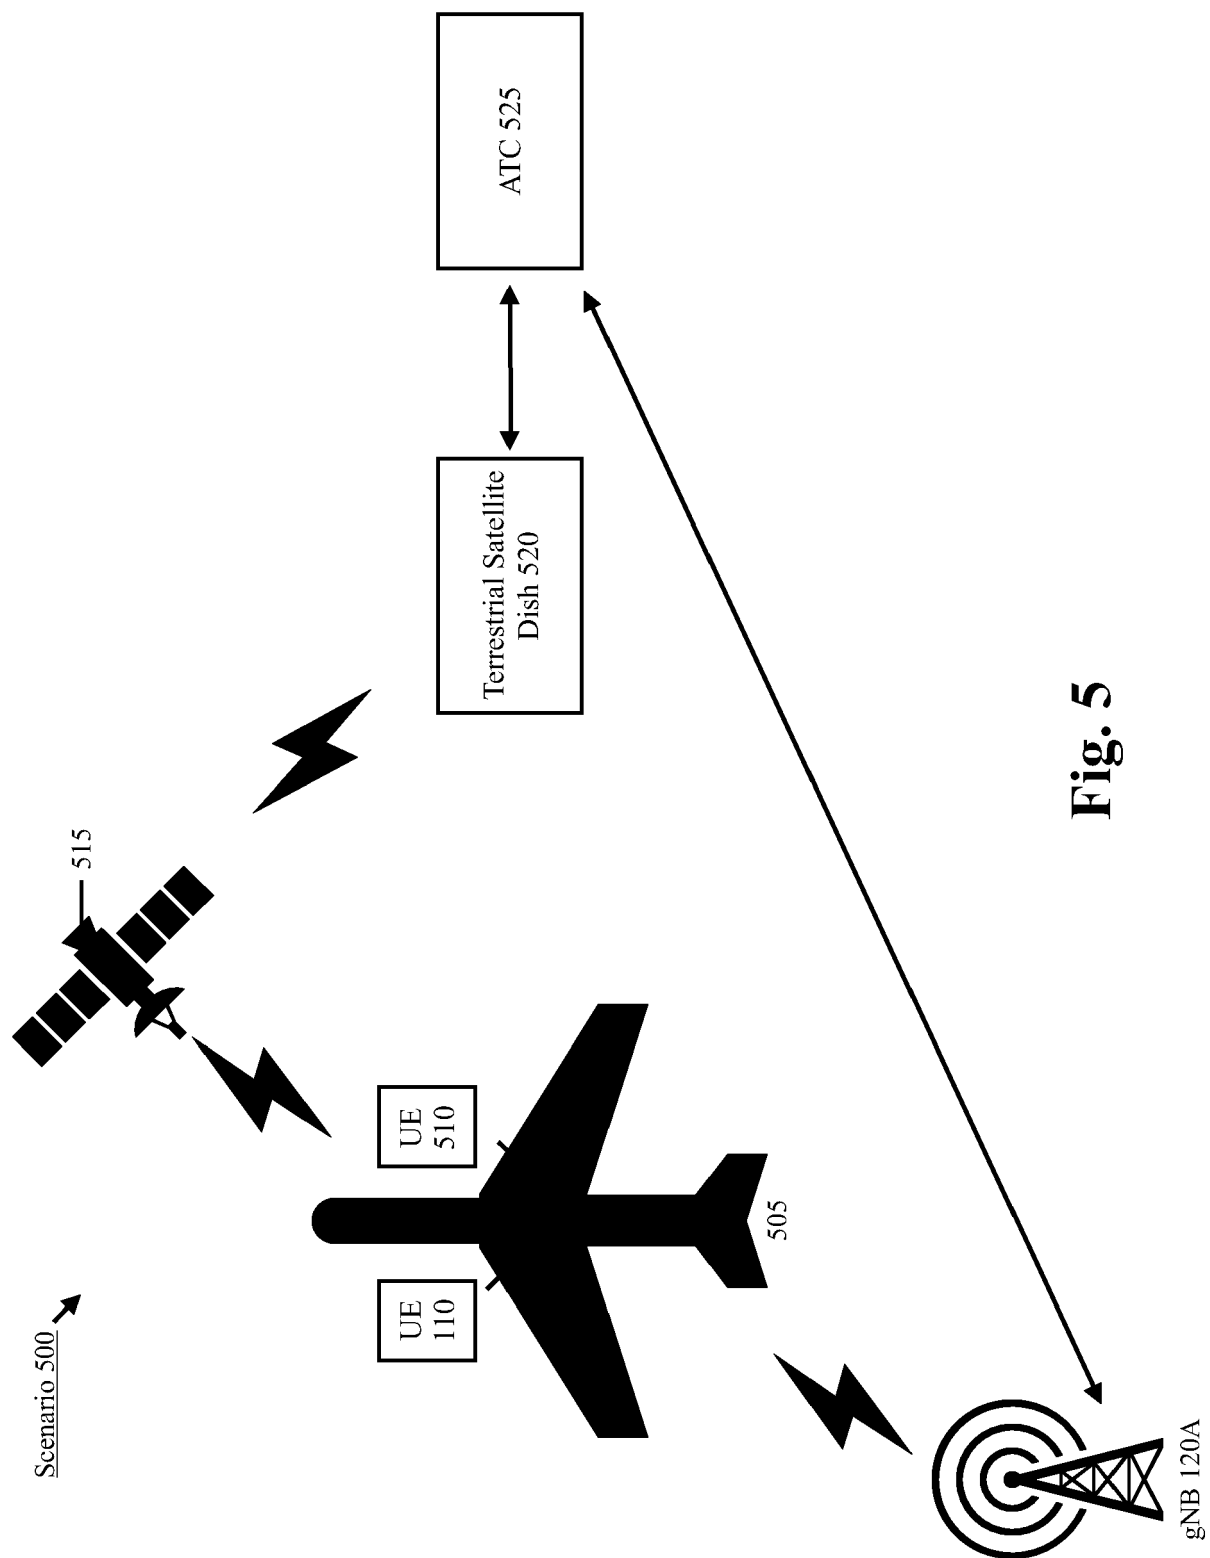 Scenario 500
515
UE
110
UE
510
505
Terrestrial Satellite
Dish 520
ATC 525
gNB 120A
Fig. 5